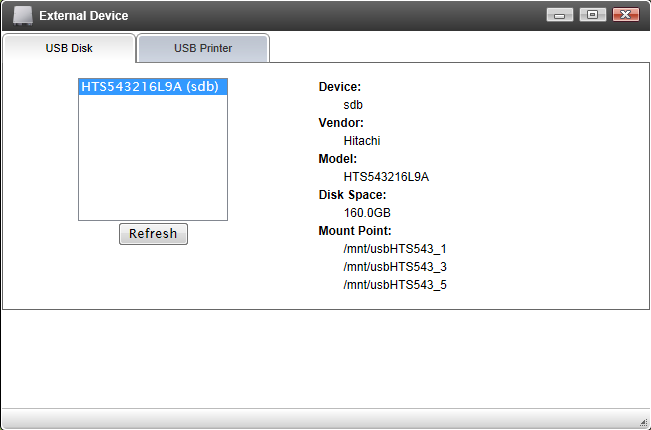 External Device
USB Disk
USB Printer
HTS543216L9A (sdb)
Refresh
Device:
sdb
Vendor:
Hitachi
Model:
HTS543216L9A
Disk Space:
160.0GB
Mount Point:
/mnt/usbHTS543_1
/mnt/usbHTS543_3
/mnt/usbHTS543_5